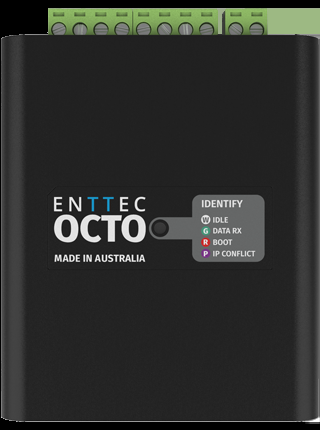 ENTTEC
OCTO
MADE IN AUSTRALIA
IDENTIFY
W IDLE
G DATA RX
R BOOT
P IP CONFLICT